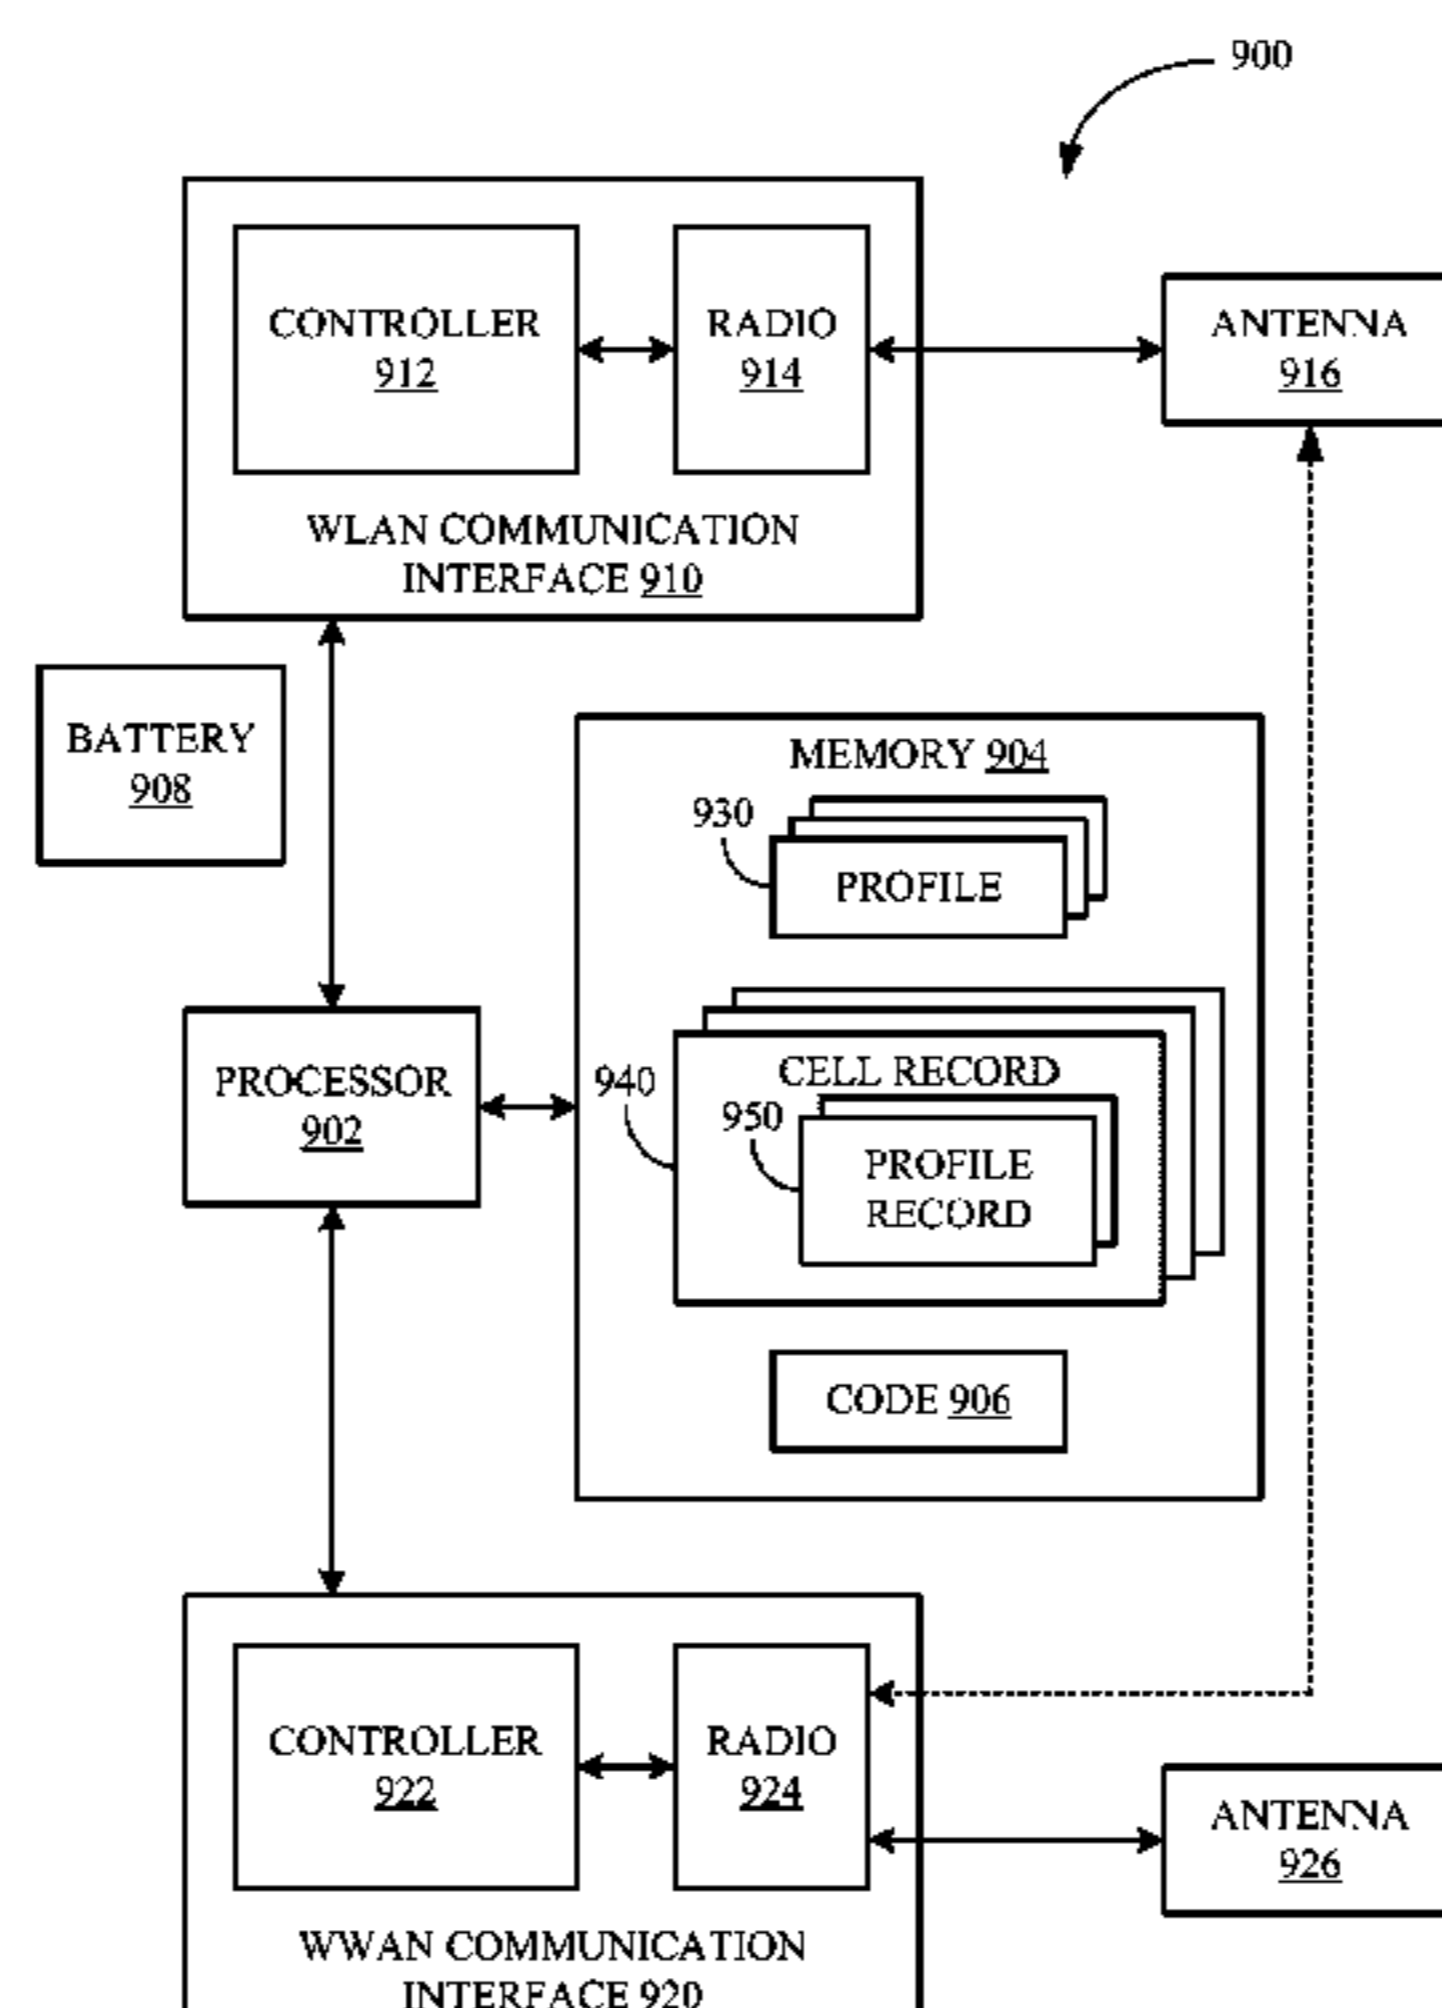 900
CONTROLLER
912
RADIO
914
ANTENNA
916
WLAN COMMUNICATION
INTERFACE 910
BATTERY
908
MEMORY 904
930
PROFILE
PROCESSOR
902
940
CELL RECORD
950
PROFILE
RECORD
CODE 906
CONTROLLER
922
RADIO
924
ANTENNA
926
WWAN COMMUNICATION
INTERFACE 920